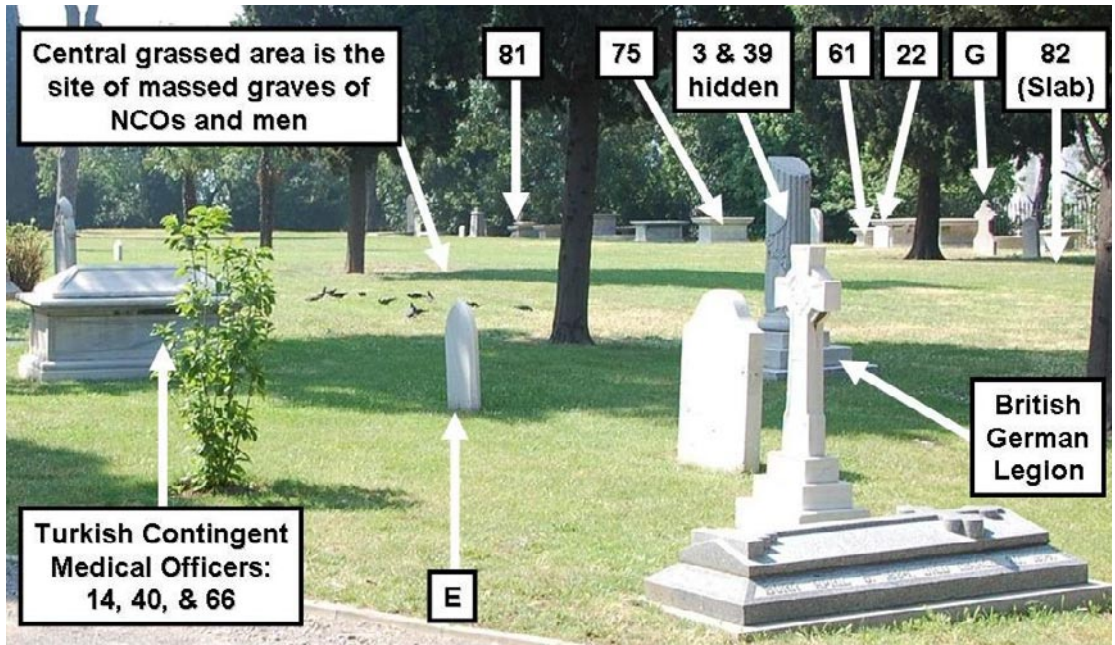 Central grassed area is the
site of massed graves of
NCOs and men
81
75
3 & 39
hidden
61
22
G
82
(Slab)
British
German
Legion
Turkish Contingent
Medical Officers:
14, 40, & 66
E